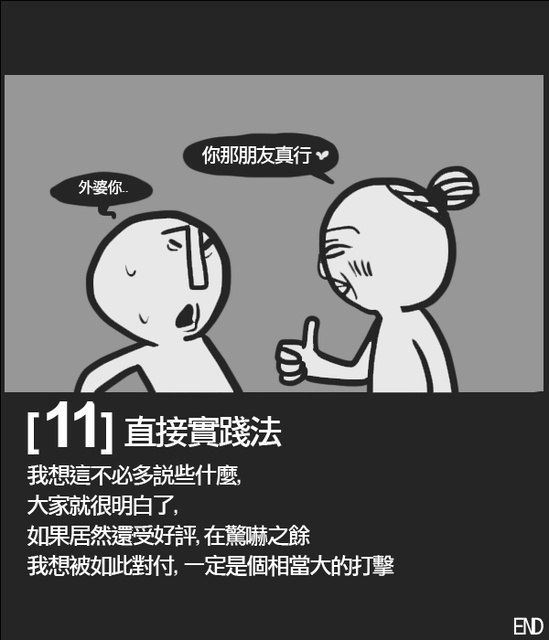 你那朋友真行
外婆你..
[11] 直接實踐法
我想這不必多説些什麼,
大家就很明白了,
如果居然還受好評, 在驚嚇之餘
我想被如此對付, 一定是個相當大的打擊
END